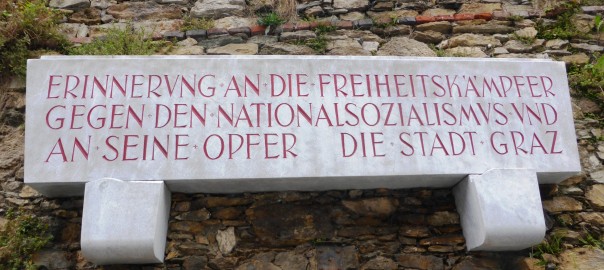 ERINNERVNG·AN·DIE·FREIHEITSKÄMPFER
GEGEN·DEN·NATIONALSOZIALISMVS·VND
AN·SEINE·OPFER DIE·STADT·GRAZ